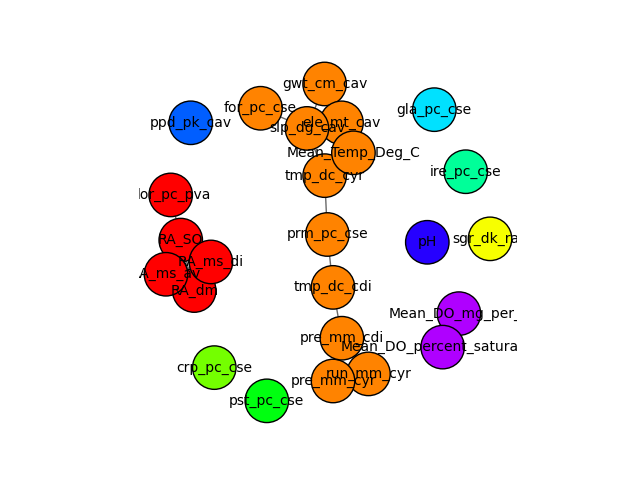 gwt_cm_cav
for_pc_cse
gla_pc_cse
ppd_pk_cav
slp_dg_cav
ele_mt_cav
Mean_Temp_Deg_C
tmp_dc_cyr
ire_pc_cse
lor_pc_pva
prm_pc_cse
RA_SO
pH
sgr_dk_ra
RA_ms_di
A_ms_av
RA_dm
tmp_dc_cdi
Mean_DO_mg_per_
pre_mm_cdi
Mean_DO_percent_satura
crp_pc_cse
run_mm_cyr
pre_mm_cyr
pst_pc_cse